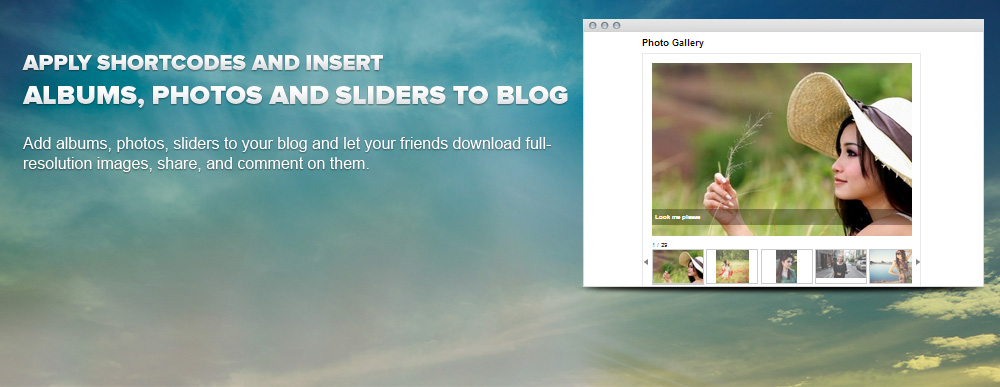 APPLY SHORTCODES AND INSERT
ALBUMS, PHOTOS AND SLIDERS TO BLOG
Add albums, photos, sliders to your blog and let your friends download full-
resolution images, share, and comment on them.
Photo Gallery
Look me please
1 / 29